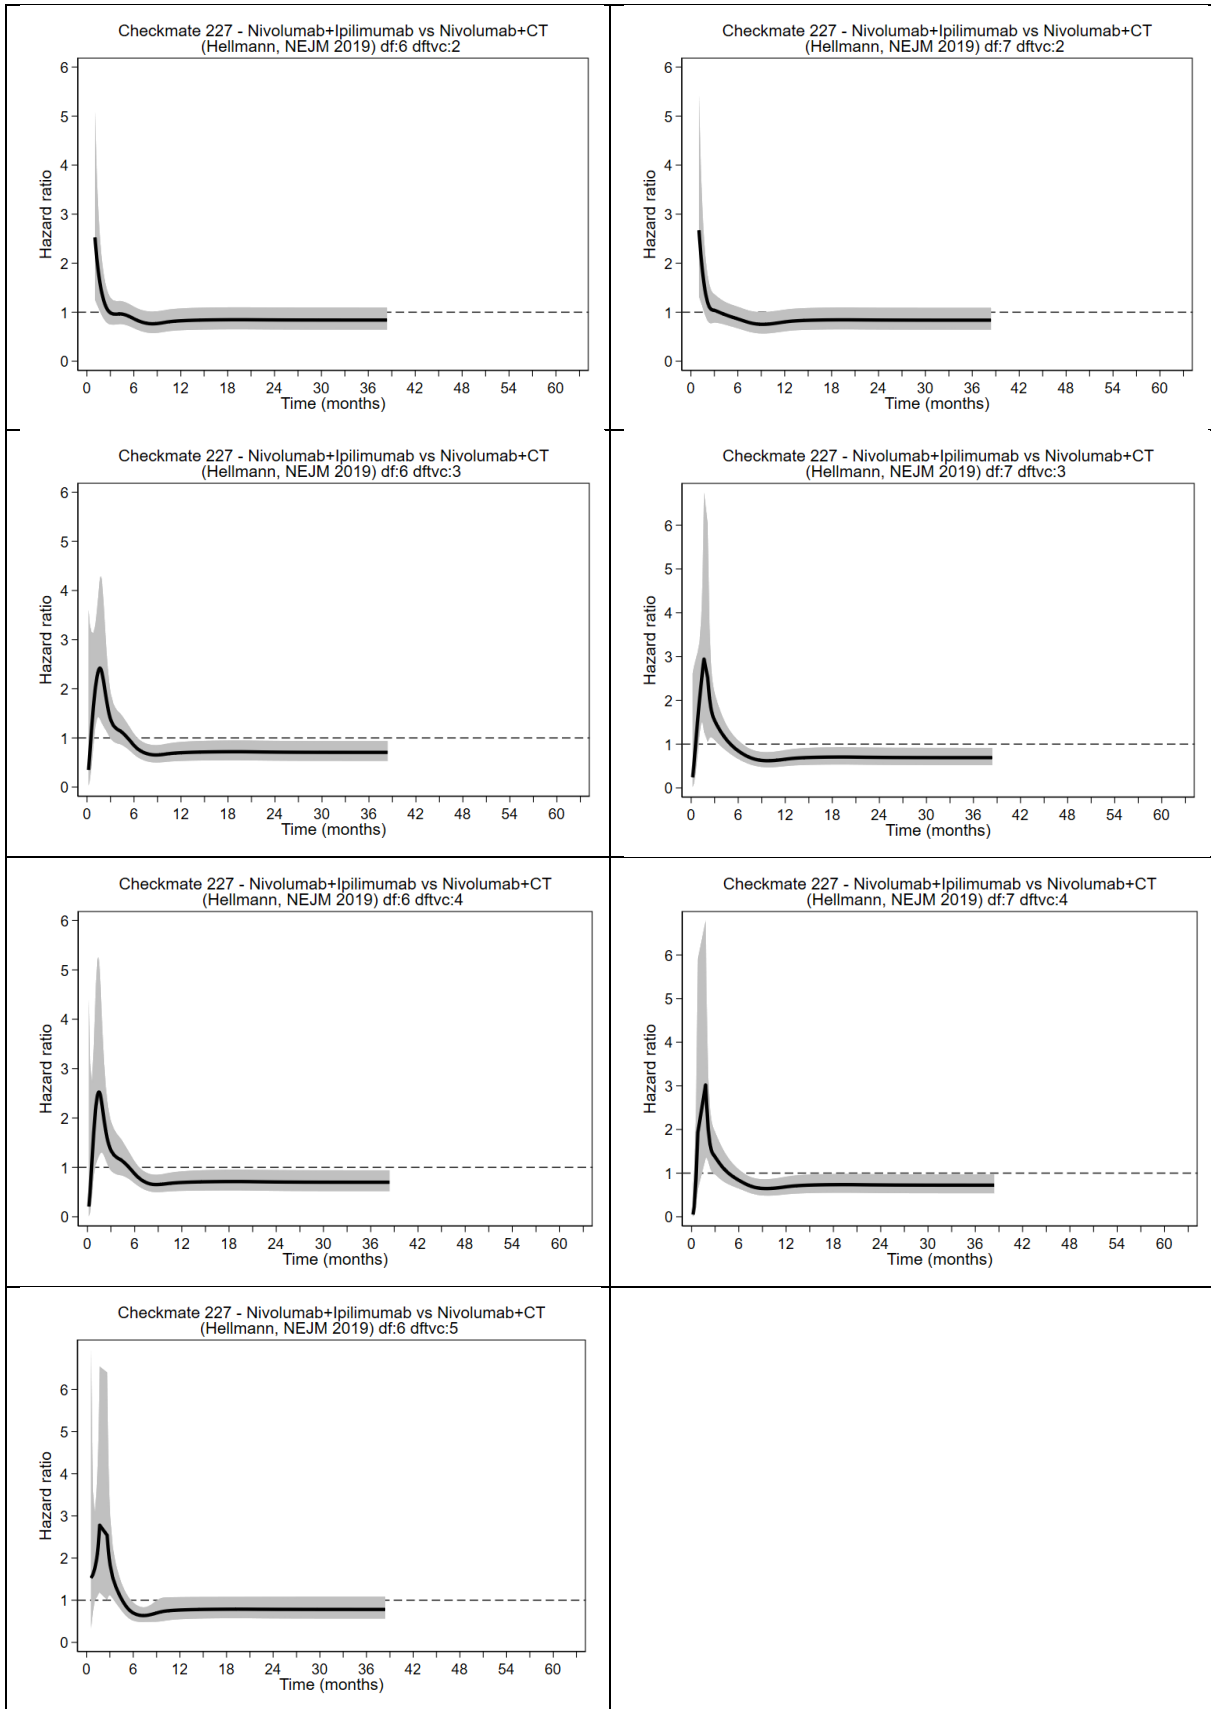 Checkmate 227 - Nivolumab+Ipilimumab vs Nivolumab+CT
(Hellmann, NEJM 2019) df:6 dftvc:2
6
5
4
3
2
1
0
Hazard ratio
0 6 12 18 24 30 36 42 48 54 60
Time (months)
Checkmate 227 - Nivolumab+Ipilimumab vs Nivolumab+CT
(Hellmann, NEJM 2019) df:7 dftvc:2
6
5
4
3
2
1
0
Hazard ratio
0 6 12 18 24 30 36 42 48 54 60
Time (months)
Checkmate 227 - Nivolumab+Ipilimumab vs Nivolumab+CT
(Hellmann, NEJM 2019) df:6 dftvc:3
6
5
4
3
2
1
0
Hazard ratio
0 6 12 18 24 30 36 42 48 54 60
Time (months)
Checkmate 227 - Nivolumab+Ipilimumab vs Nivolumab+CT
(Hellmann, NEJM 2019) df:7 dftvc:3
6
5
4
3
2
1
0
Hazard ratio
0 6 12 18 24 30 36 42 48 54 60
Time (months)
Checkmate 227 - Nivolumab+Ipilimumab vs Nivolumab+CT
(Hellmann, NEJM 2019) df:6 dftvc:4
6
5
4
3
2
1
0
Hazard ratio
0 6 12 18 24 30 36 42 48 54 60
Time (months)
Checkmate 227 - Nivolumab+Ipilimumab vs Nivolumab+CT
(Hellmann, NEJM 2019) df:7 dftvc:4
6
5
4
3
2
1
0
Hazard ratio
0 6 12 18 24 30 36 42 48 54 60
Time (months)
Checkmate 227 - Nivolumab+Ipilimumab vs Nivolumab+CT
(Hellmann, NEJM 2019) df:6 dftvc:5
6
5
4
3
2
1
0
Hazard ratio
0 6 12 18 24 30 36 42 48 54 60
Time (months)